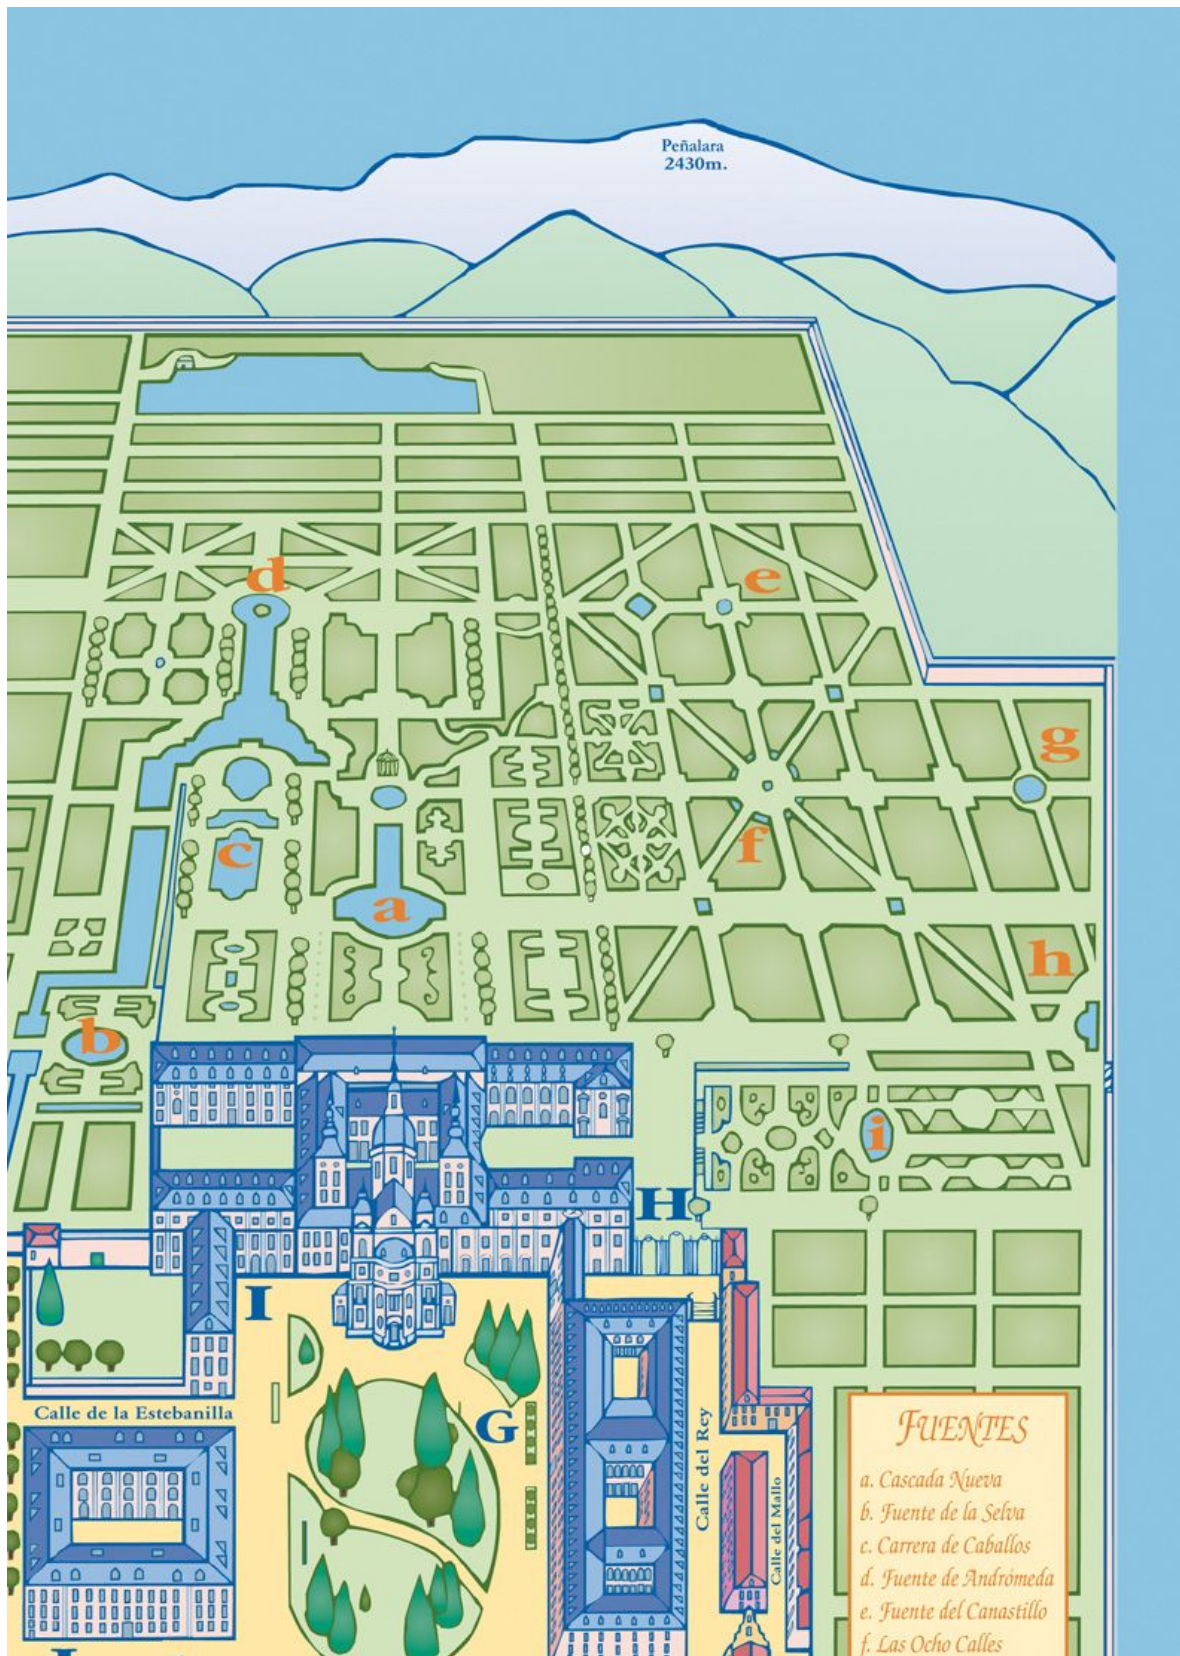 Peñalara
2430m.
d
e
g
c
f
a
h
b
i
H
I
Calle de la Estebanilla
G
Calle del Rey
Calle del Mallo
FUENTES
a. Cascada Nueva
b. Fuente de la Selva
c. Carrera de Caballos
d. Fuente de Andrómeda
e. Fuente del Canastillo
f. Las Ocho Calles